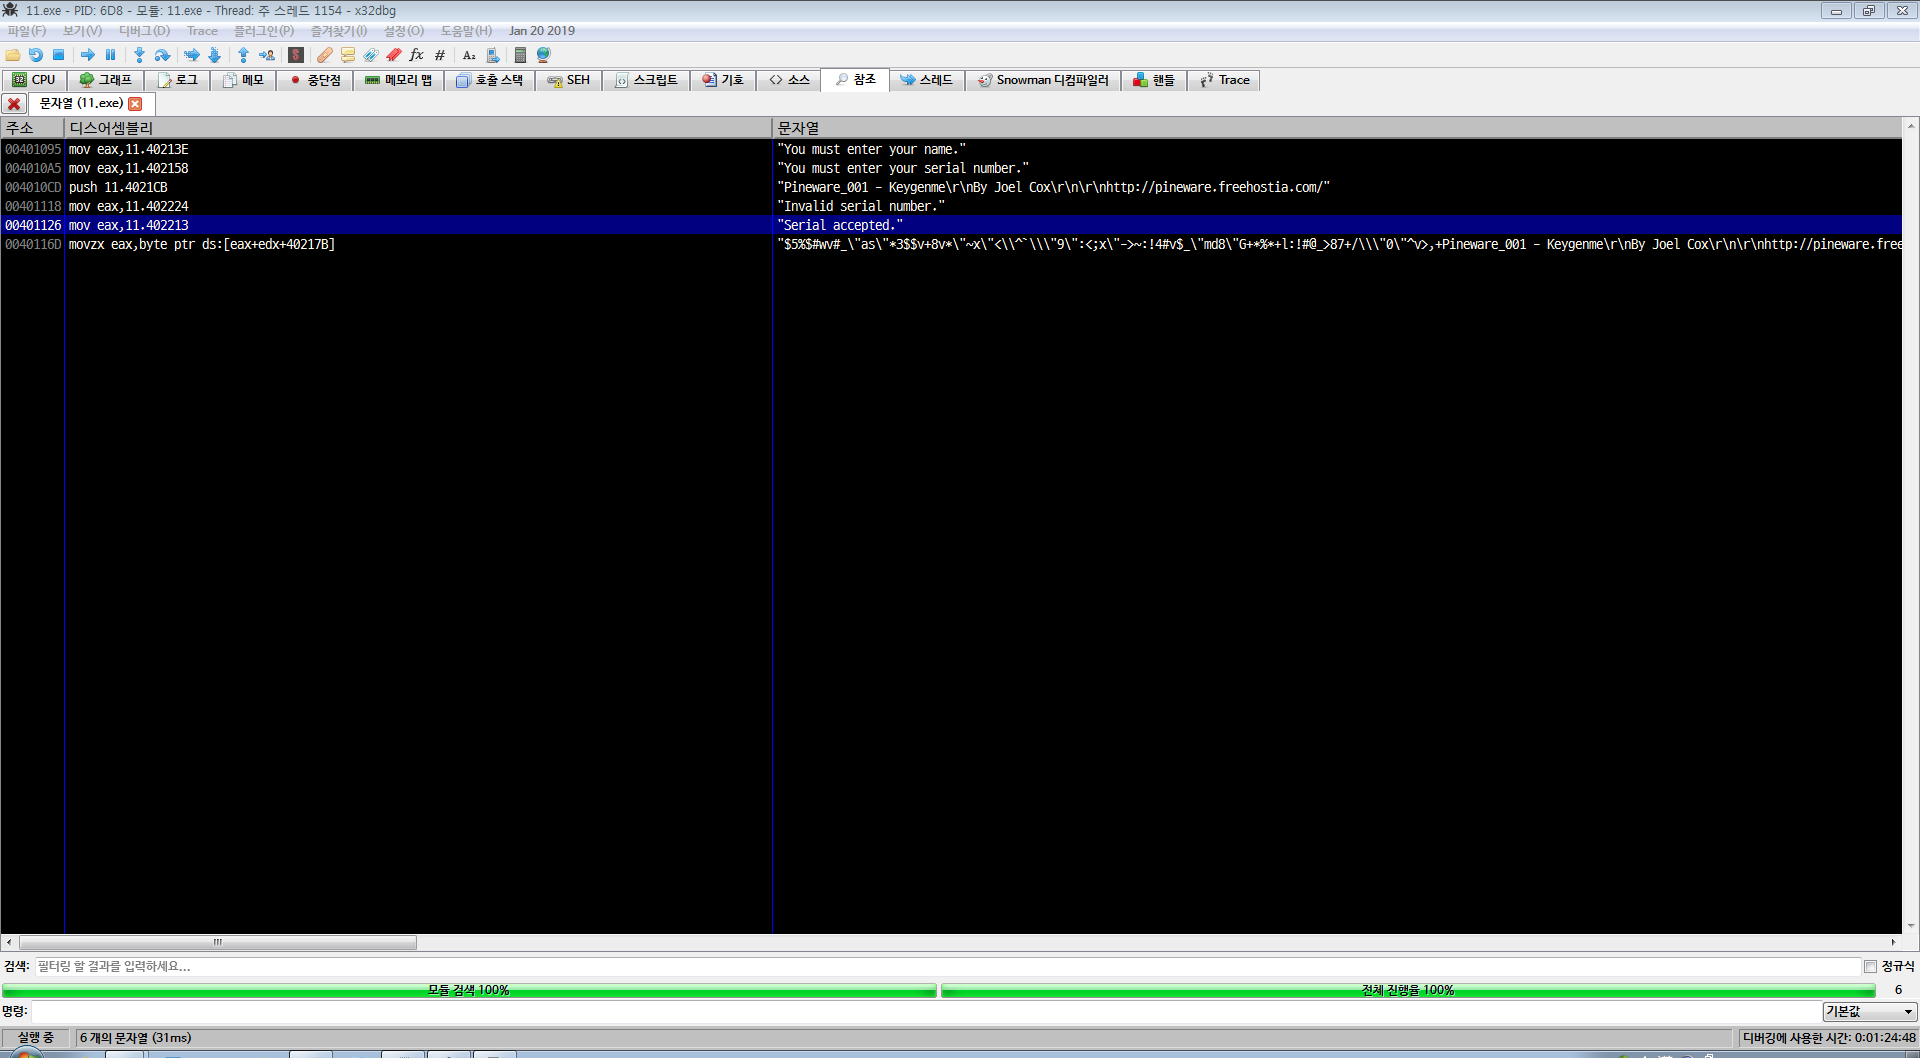 11.exe - PID: 6D8 - 모듈: 11.exe - Thread: 주 스레드 1154 - x32dbg
파일(F) 보기(V) 디버그(D) Trace 플러그인(P) 즐겨찾기(I) 설정(O) 도움말(H) Jan 20 2019
CPU 그래프 로그 메모 중단점 메모리 맵 호출 스택 SEH 스크립트 기호 소스 참조 스레드 Snowman 디컴파일러 핸들 Trace
문자열 (11.exe)
주소 디스어셈블리 문자열
00401095 mov eax,11.40213E "You must enter your name."
004010A5 mov eax,11.402158 "You must enter your serial number."
004010CD push 11.4021CB "Pineware_001 - Keygenme\r\nBy Joel Cox\r\n\r\nhttp://pineware.freehostia.com/"
00401118 mov eax,11.402224 "Invalid serial number."
00401126 mov eax,11.402213 "Serial accepted."
0040116D movzx eax,byte ptr ds:[eax+edx+40217B] "$5%$#wv#_\"as\"*3$$v+8v*\"~x\"<\\^`\\\"9\":<;x\"->~:!4#v$_\"md8\"G+*%*+l:!#@_>87+/\\\"0\"^v>,+Pineware_001 - Keygenme\r\nBy Joel Cox\r\n\r\nhttp://pineware.free
검색: 필터링 할 결과를 입력하세요... 정규식
모듈 검색 100% 전체 진행율 100% 6
명령: 기본값
실행 중 6 개의 문자열 (31ms) 디버깅에 사용한 시간: 0:01:24:48